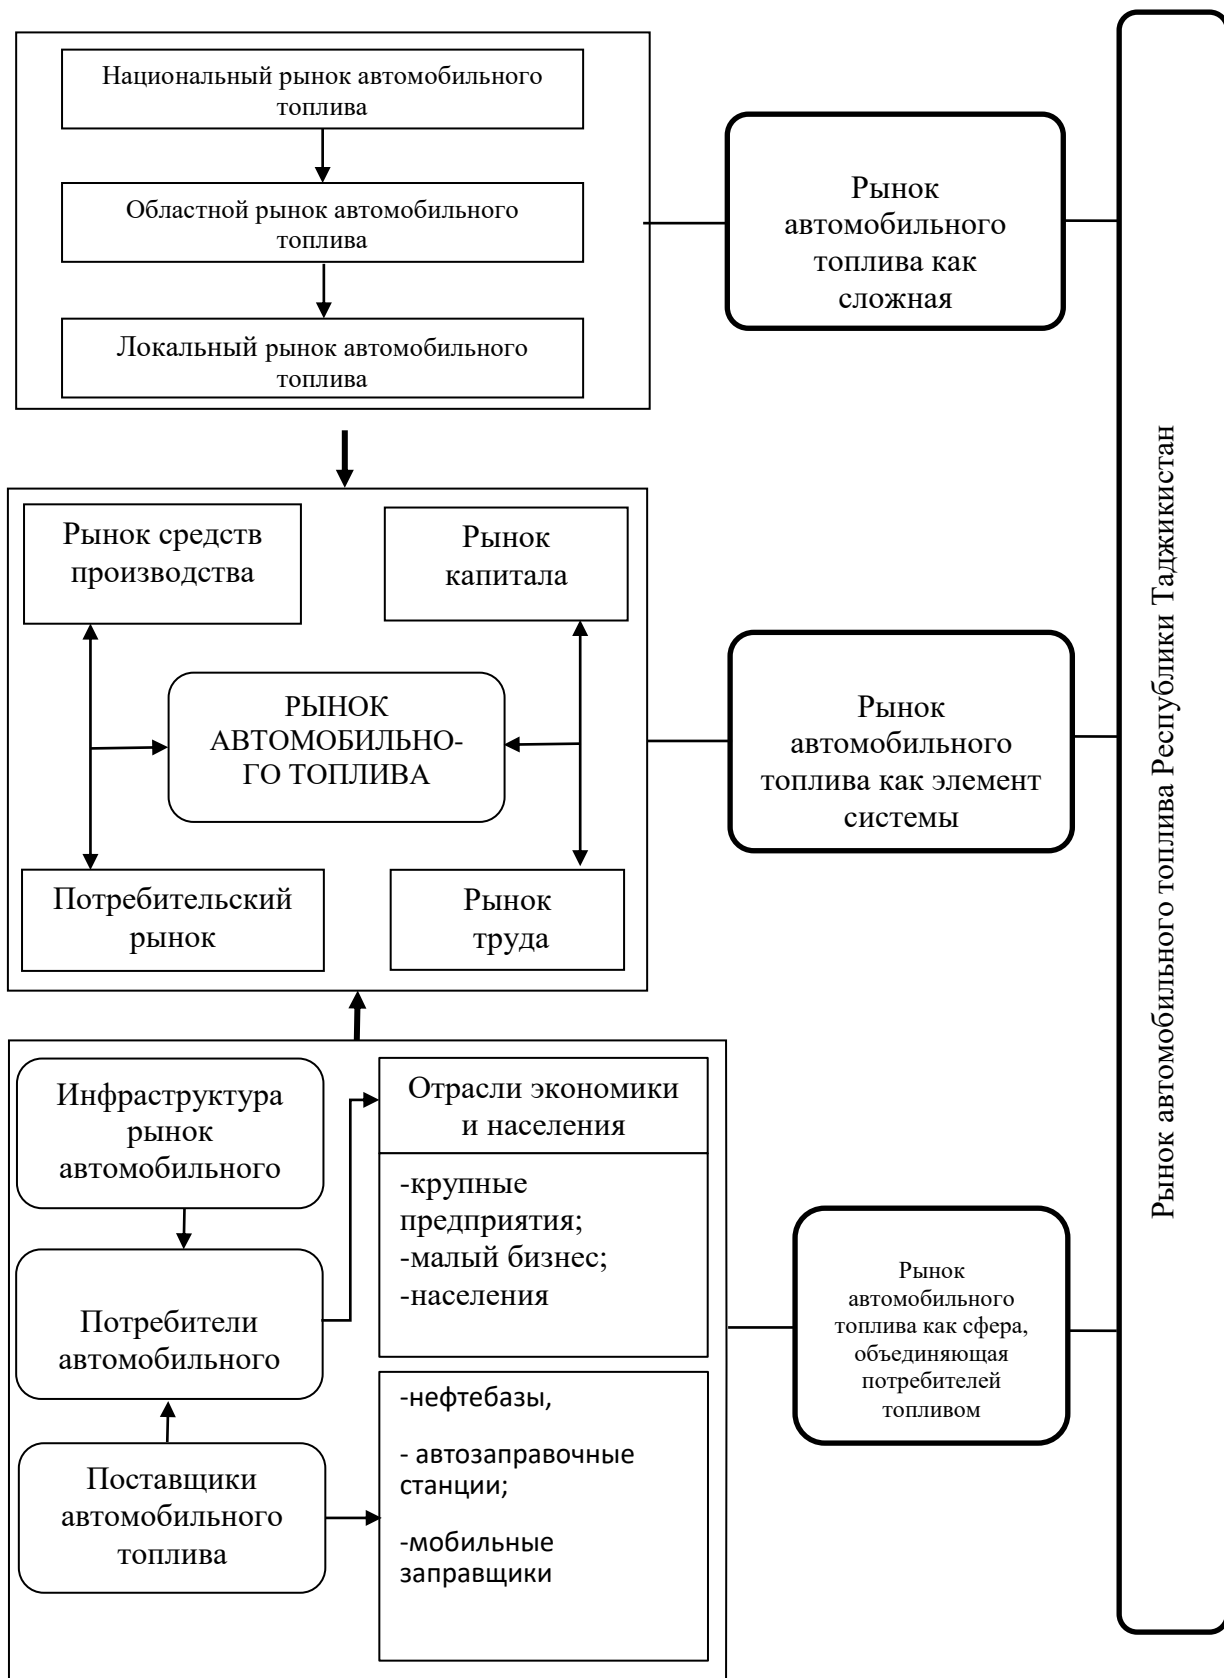 Национальный рынок автомобильного
топлива
Областной рынок автомобильного
топлива
Локальный рынок автомобильного
топлива
Рынок
автомобильного
топлива как
сложная
Рынок средств
производства
Рынок
капитала
РЫНОК
АВТОМОБИЛЬНО-
ГО ТОПЛИВА
Потребительский
рынок
Рынок
труда
Рынок
автомобильного
топлива как элемент
системы
Инфраструктура
рынок
автомобильного
Потребители
автомобильного
Поставщики
автомобильного
топлива
Отрасли экономики
и населения
-крупные
предприятия;
-малый бизнес;
-населения
-нефтебазы,
- автозаправочные
станции;
-мобильные
заправщики
Рынок
автомобильного
топлива как сфера,
объединяющая
потребителей
топливом
Рынок автомобильного топлива Республики Таджикистан